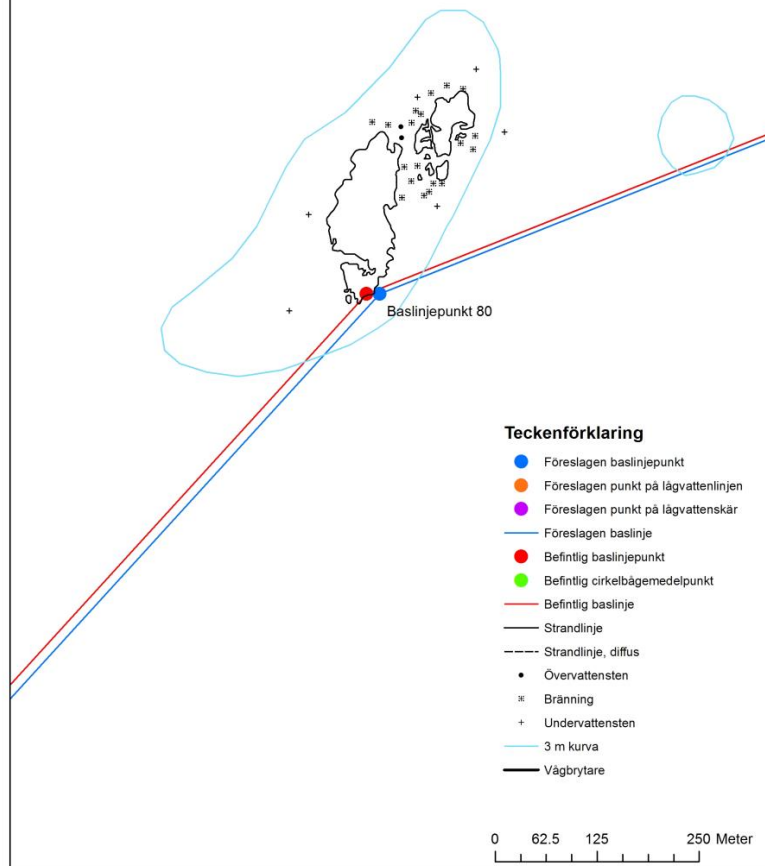 Baslinjepunkt 80
Teckenförklaring
Föreslagen baslinjepunkt
Föreslagen punkt på lågvattenlinjen
Föreslagen punkt på lågvattenskär
Föreslagen baslinje
Befintlig baslinjepunkt
Befintlig cirkelbågemedelpunkt
Befintlig baslinje
Strandlinje
Strandlinje, diffus
Övervattensten
Bränning
Undervattensten
3 m kurva
Vågbrytare
0 62.5 125 250 Meter